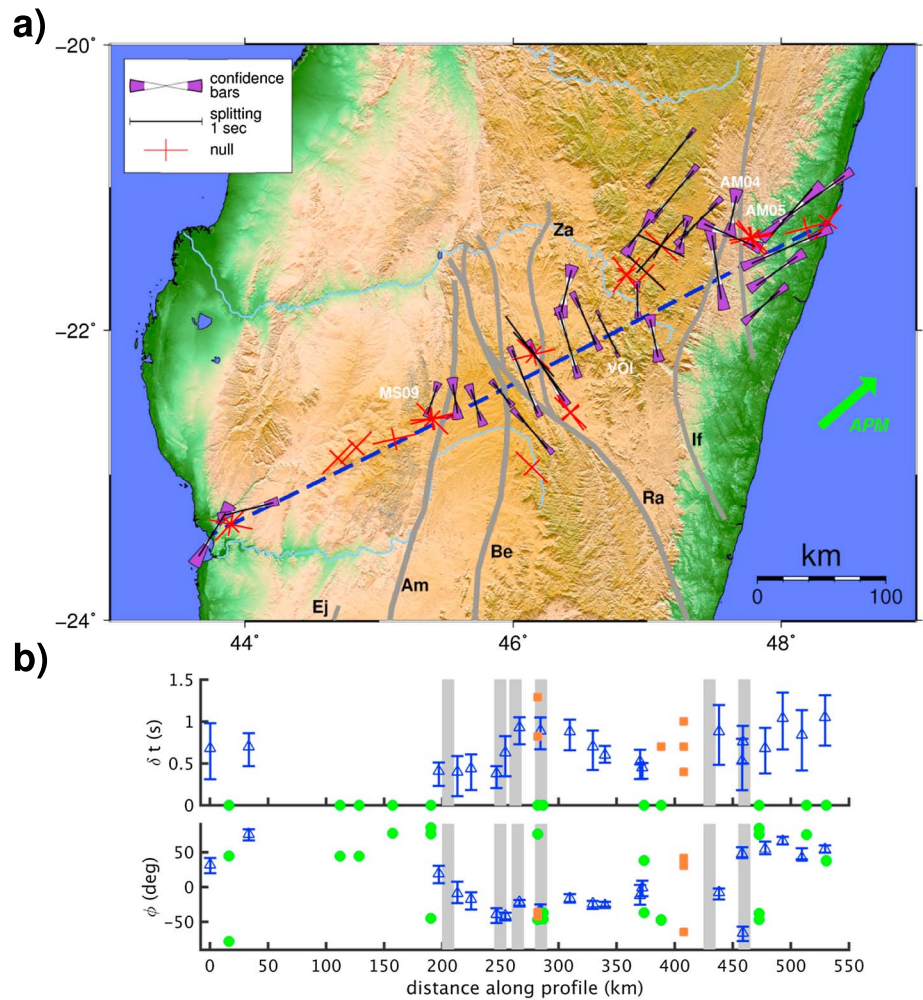 a)
−20˚
confidence
bars
splitting
1 sec
null
AM04
AM05
Za
−22˚
VOI
MS09
APM
If
Ra
km
Be
Am
0 100
Ej
−24˚
44˚ 46˚ 48˚
b)
1.5
1
0.5
0
δ t (s)
50
0
−50
ϕ (deg)
0 50 100 150 200 250 300 350 400 450 500 550
distance along profile (km)